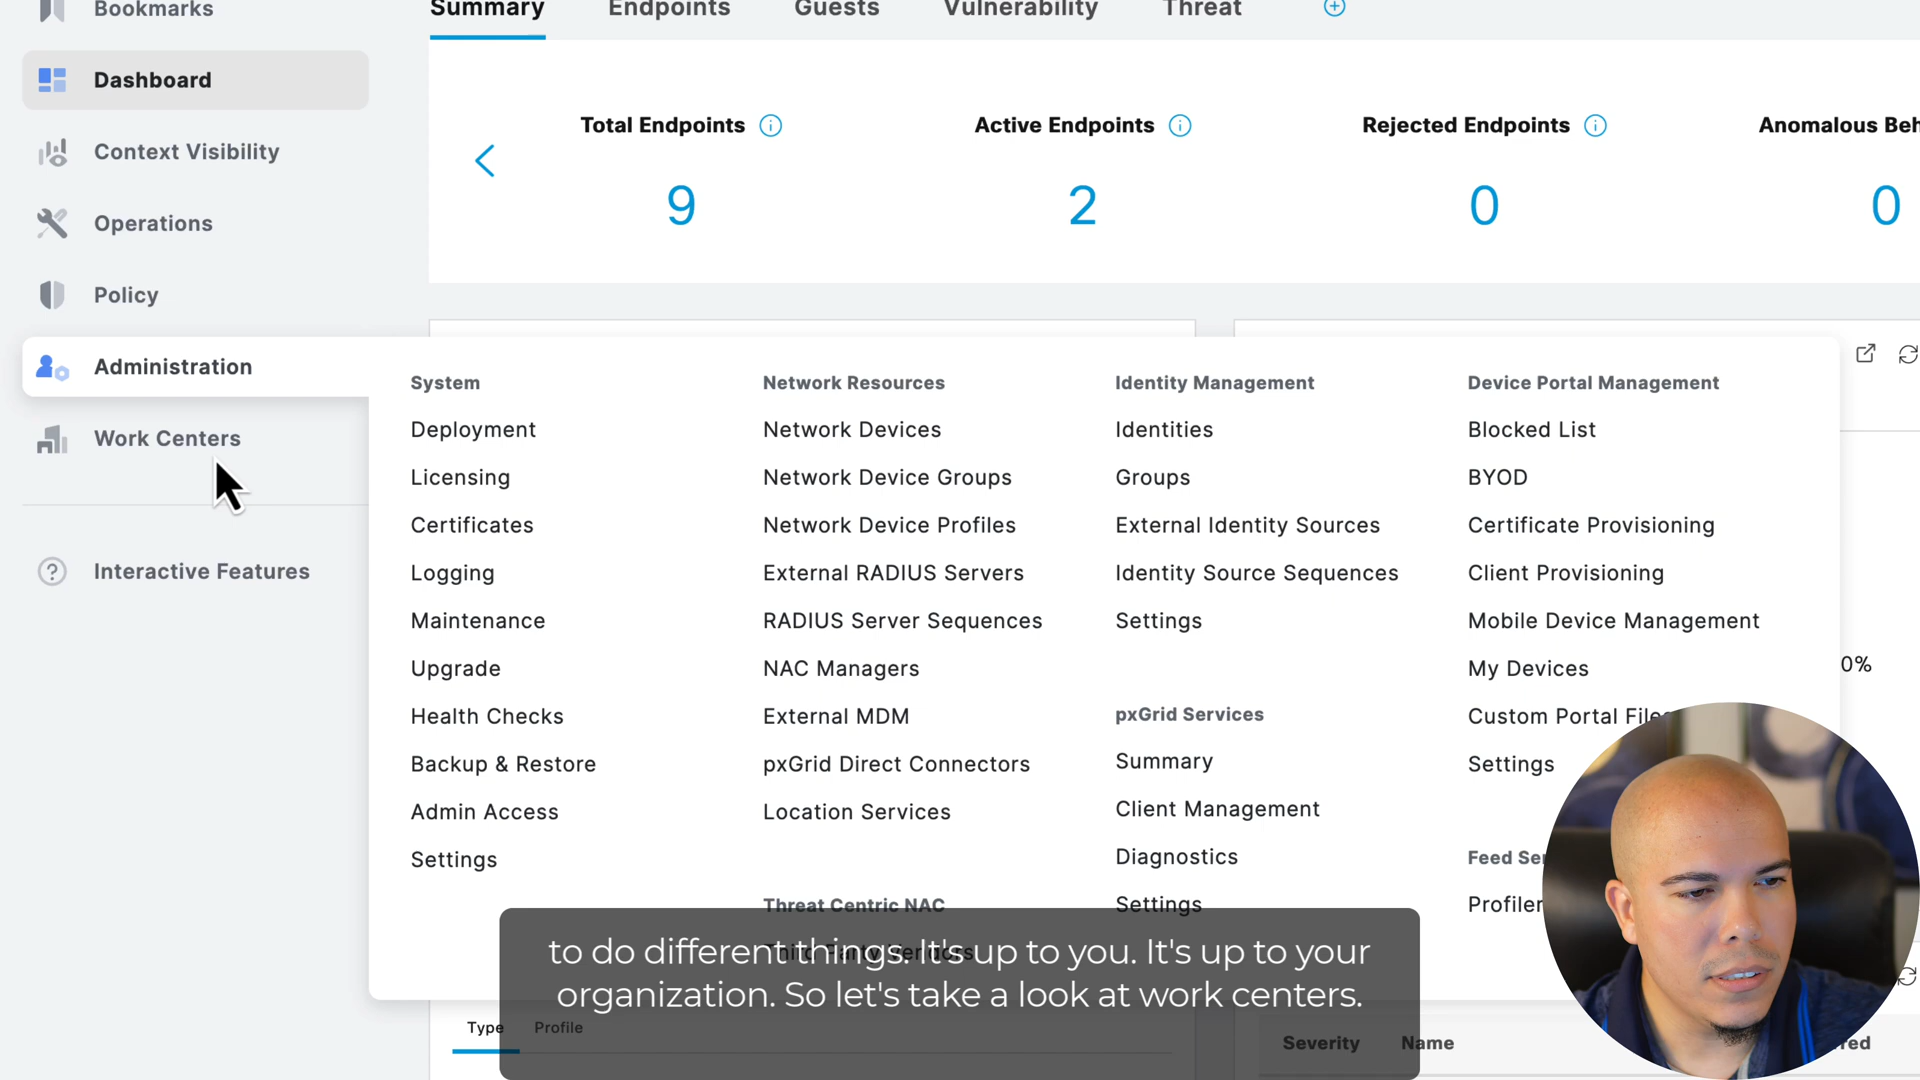 Bookmarks
Dashboard
Context Visibility
Operations
Policy
Administration
Work Centers
Interactive Features
Summary Endpoints Guests Vulnerability Threat
Total Endpoints
9
Active Endpoints
2
Rejected Endpoints
0
Anomalous Beh
0
System
Deployment
Licensing
Certificates
Logging
Maintenance
Upgrade
Health Checks
Backup & Restore
Admin Access
Settings
Network Resources
Network Devices
Network Device Groups
Network Device Profiles
External RADIUS Servers
RADIUS Server Sequences
NAC Managers
External MDM
pxGrid Direct Connectors
Location Services
Threat Centric NAC
Third Party Vendors
Identity Management
Identities
Groups
External Identity Sources
Identity Source Sequences
Settings
pxGrid Services
Summary
Client Management
Diagnostics
Settings
Device Portal Management
Blocked List
BYOD
Certificate Provisioning
Client Provisioning
Mobile Device Management
My Devices
Custom Portal Files
Settings
Feed Se
Profiler
0%
to do different things. It's up to you. It's up to your
organization. So let's take a look at work centers.
Type Profile
Severity Name red